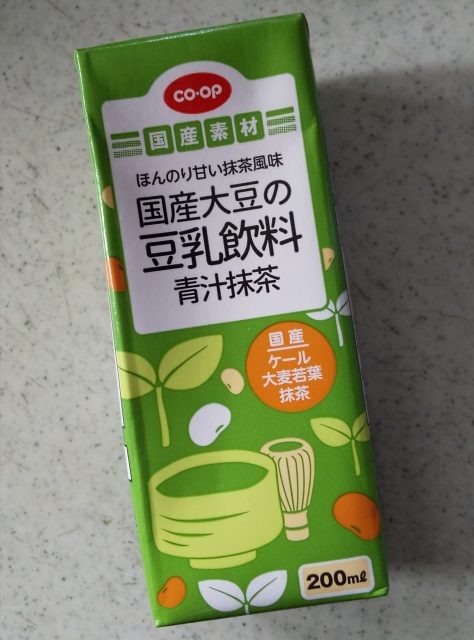 CO·OP
国産素材
ほんのり甘い抹茶風味
国産大豆の
豆乳飲料
青汁抹茶
国産
ケール
大麦若葉
抹茶
200mℓ